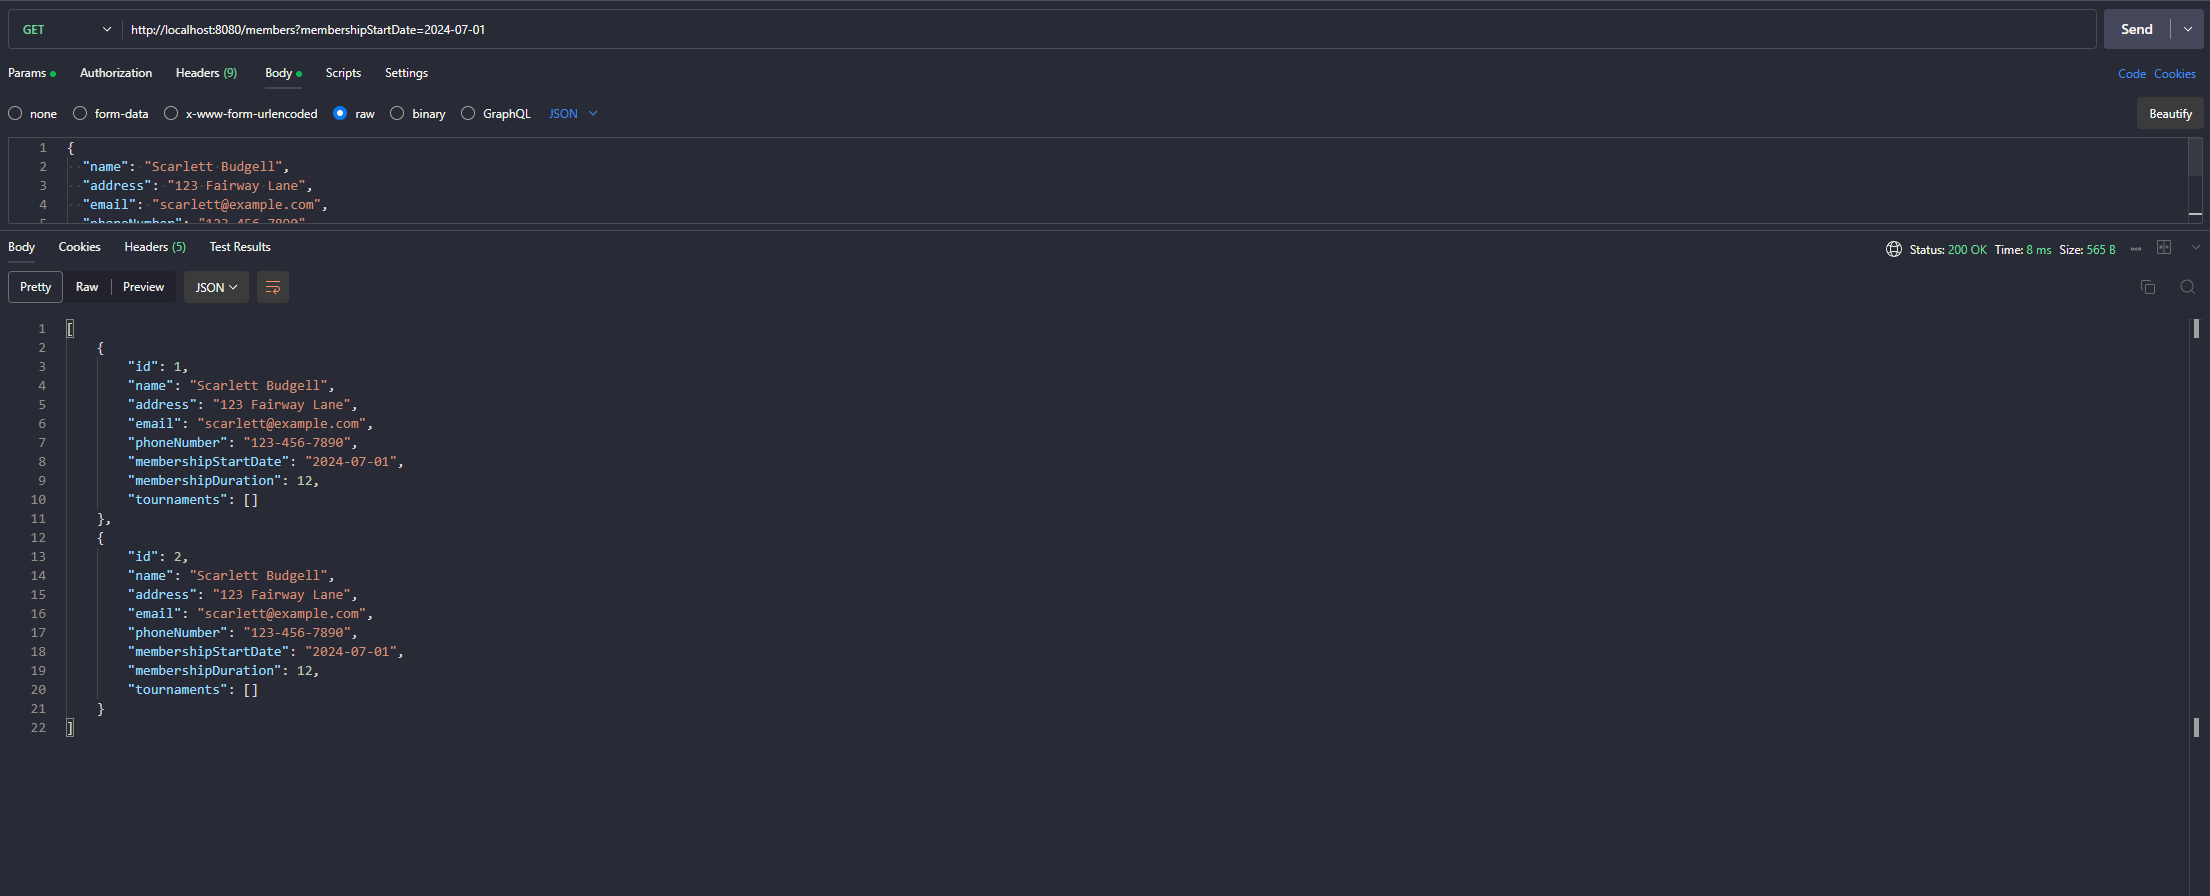 GET http://localhost:8080/members?membershipStartDate=2024-07-01 Send
Params Authorization Headers (9) Body Scripts Settings Code Cookies
none form-data x-www-form-urlencoded raw binary GraphQL JSON Beautify
1 {
2 "name": "Scarlett Budgell",
3 "address": "123 Fairway Lane",
4 "email": "scarlett@example.com",
5 "phoneNumber": "123-456-7890"
Body Cookies Headers (5) Test Results Status: 200 OK Time: 8 ms Size: 565 B
Pretty Raw Preview JSON
1 [
2 {
3 "id": 1,
4 "name": "Scarlett Budgell",
5 "address": "123 Fairway Lane",
6 "email": "scarlett@example.com",
7 "phoneNumber": "123-456-7890",
8 "membershipStartDate": "2024-07-01",
9 "membershipDuration": 12,
10 "tournaments": []
11 },
12 {
13 "id": 2,
14 "name": "Scarlett Budgell",
15 "address": "123 Fairway Lane",
16 "email": "scarlett@example.com",
17 "phoneNumber": "123-456-7890",
18 "membershipStartDate": "2024-07-01",
19 "membershipDuration": 12,
20 "tournaments": []
21 }
22 ]